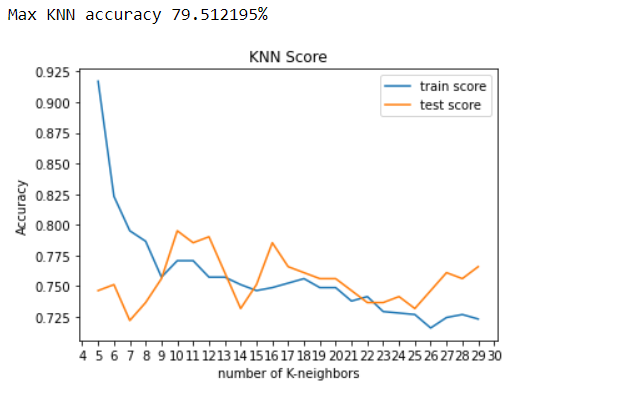 Max KNN accuracy 79.512195%
KNN Score
0.925
0.900
0.875
0.850
0.825
0.800
0.775
0.750
0.725
Accuracy
train score
test score
4 5 6 7 8 9 10 11 12 13 14 15 16 17 18 19 20 21 22 23 24 25 26 27 28 29 30
number of K-neighbors